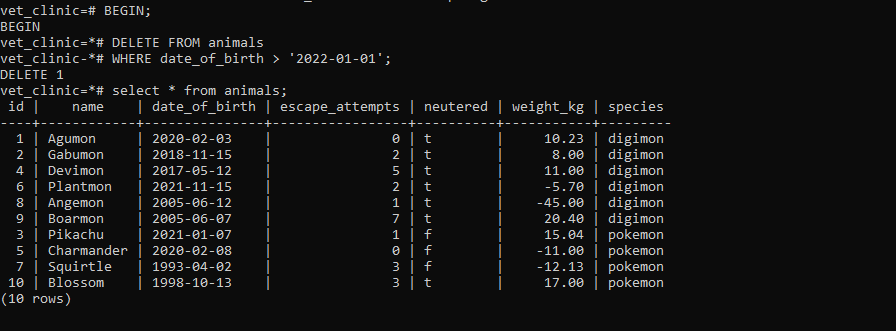 vet_clinic=# BEGIN;
BEGIN
vet_clinic=*# DELETE FROM animals
vet_clinic-*# WHERE date_of_birth > '2022-01-01';
DELETE 1
vet_clinic=*# select * from animals;
 id |    name    | date_of_birth | escape_attempts | neutered | weight_kg | species
----+------------+---------------+-----------------+----------+-----------+---------
  1 | Agumon     | 2020-02-03    |               0 | t        |     10.23 | digimon
  2 | Gabumon    | 2018-11-15    |               2 | t        |      8.00 | digimon
  4 | Devimon    | 2017-05-12    |               5 | t        |     11.00 | digimon
  6 | Plantmon   | 2021-11-15    |               2 | t        |     -5.70 | digimon
  8 | Angemon    | 2005-06-12    |               1 | t        |    -45.00 | digimon
  9 | Boarmon    | 2005-06-07    |               7 | t        |     20.40 | digimon
  3 | Pikachu    | 2021-01-07    |               1 | f        |     15.04 | pokemon
  5 | Charmander | 2020-02-08    |               0 | f        |    -11.00 | pokemon
  7 | Squirtle   | 1993-04-02    |               3 | f        |    -12.13 | pokemon
 10 | Blossom    | 1998-10-13    |               3 | t        |     17.00 | pokemon
(10 rows)